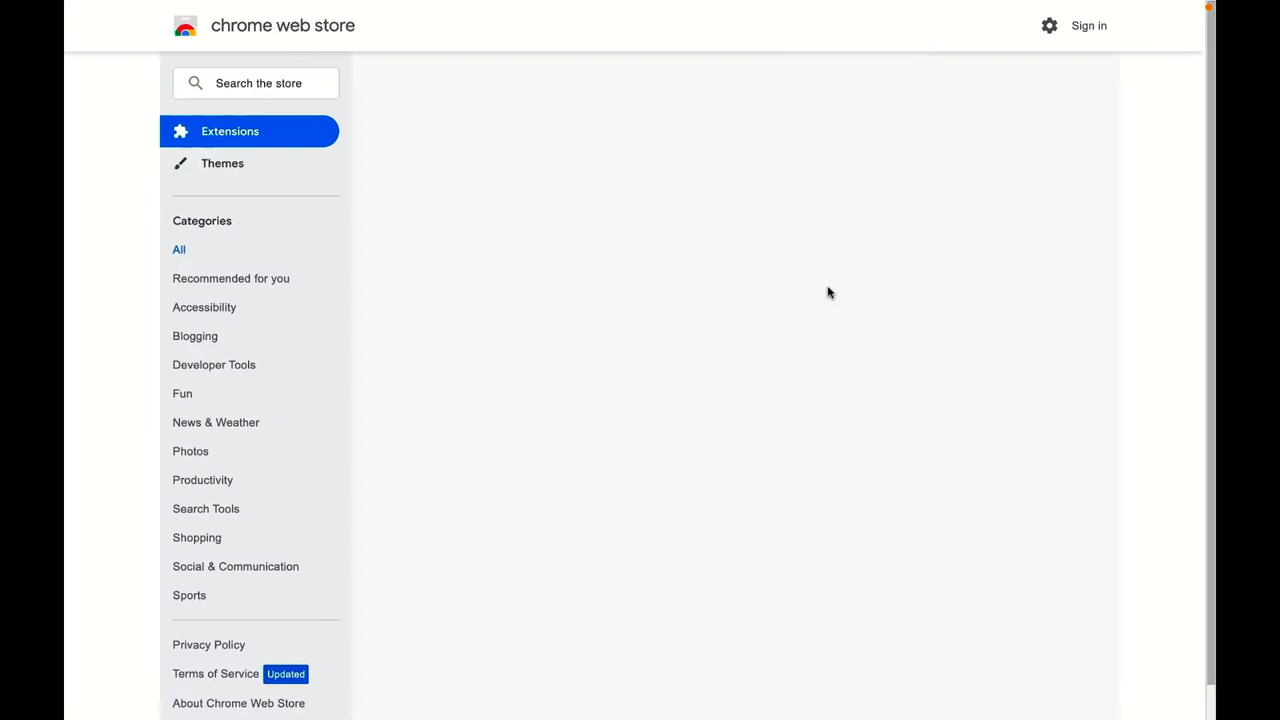 chrome web store
Sign in
Search the store
Extensions
Themes
Categories
All
Recommended for you
Accessibility
Blogging
Developer Tools
Fun
News & Weather
Photos
Productivity
Search Tools
Shopping
Social & Communication
Sports
Privacy Policy
Terms of Service Updated
About Chrome Web Store